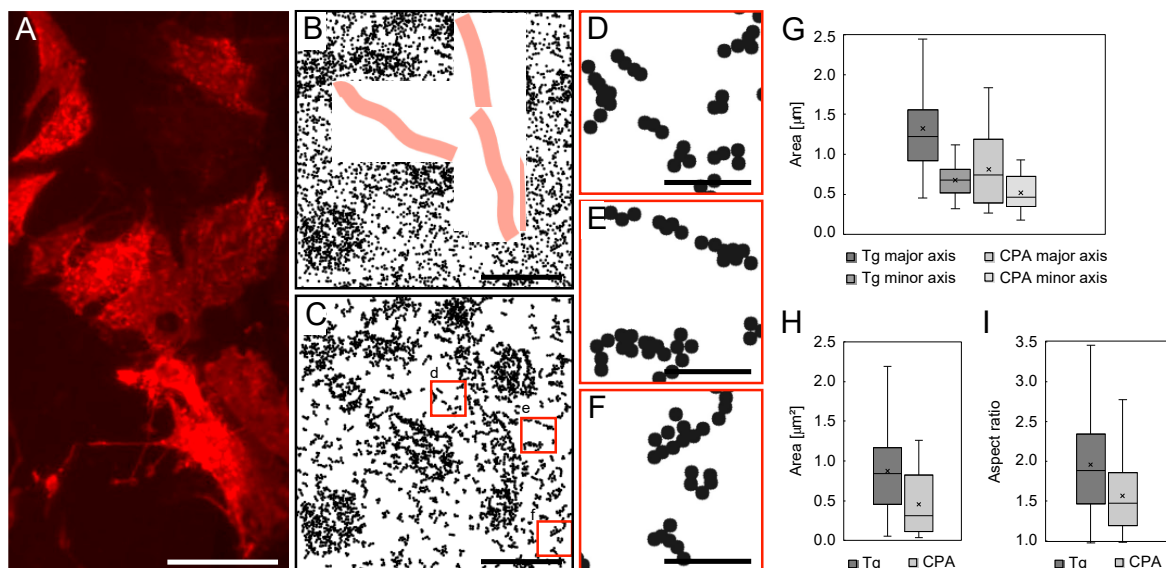 A
B
C
d
e
f
D
E
F
G
Area [µm]
2.5
2.0
1.5
1.0
0.5
0.0
Tg major axis CPA major axis
Tg minor axis CPA minor axis
H
Area [µm²]
2.5
2.0
1.5
1.0
0.5
0.0
Tg CPA
I
Aspect ratio
3.5
3.0
2.5
2.0
1.5
1.0
Tg CPA